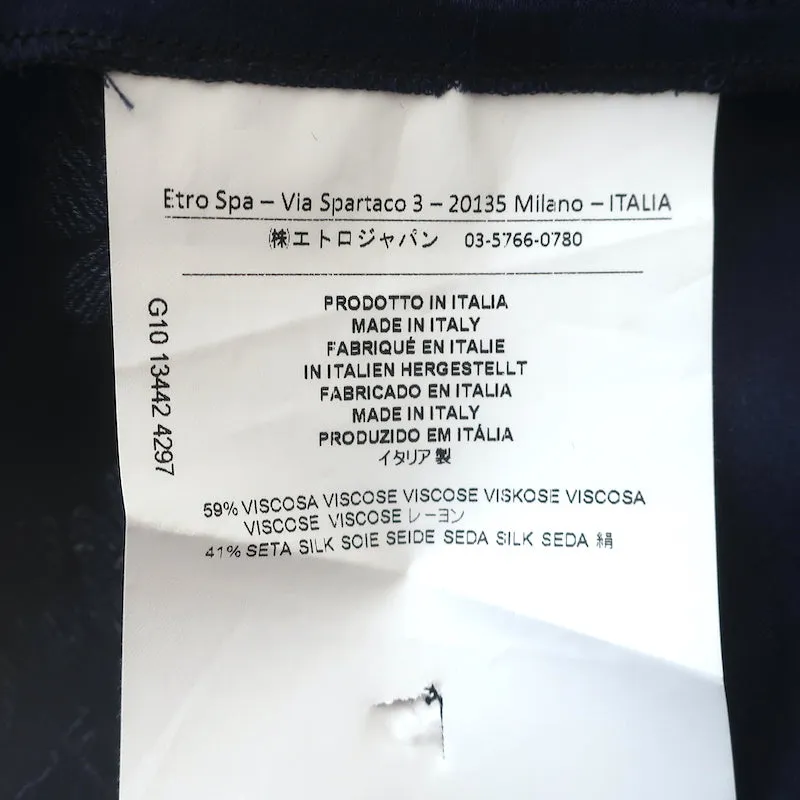 Etro Spa – Via Spartaco 3 – 20135 Milano – ITALIA
㈱エトロジャパン 03-5766-0780
PRODOTTO IN ITALIA
MADE IN ITALY
FABRIQUÉ EN ITALIE
IN ITALIEN HERGESTELLT
FABRICADO EN ITALIA
MADE IN ITALY
PRODUZIDO EM ITÁLIA
イタリア製
G10 13442 4297
59% VISCOSA VISCOSE VISCOSE VISKOSE VISCOSA
VISCOSE VISCOSE レーヨン
41% SETA SILK SOIE SEIDE SEDA SILK SEDA 絹